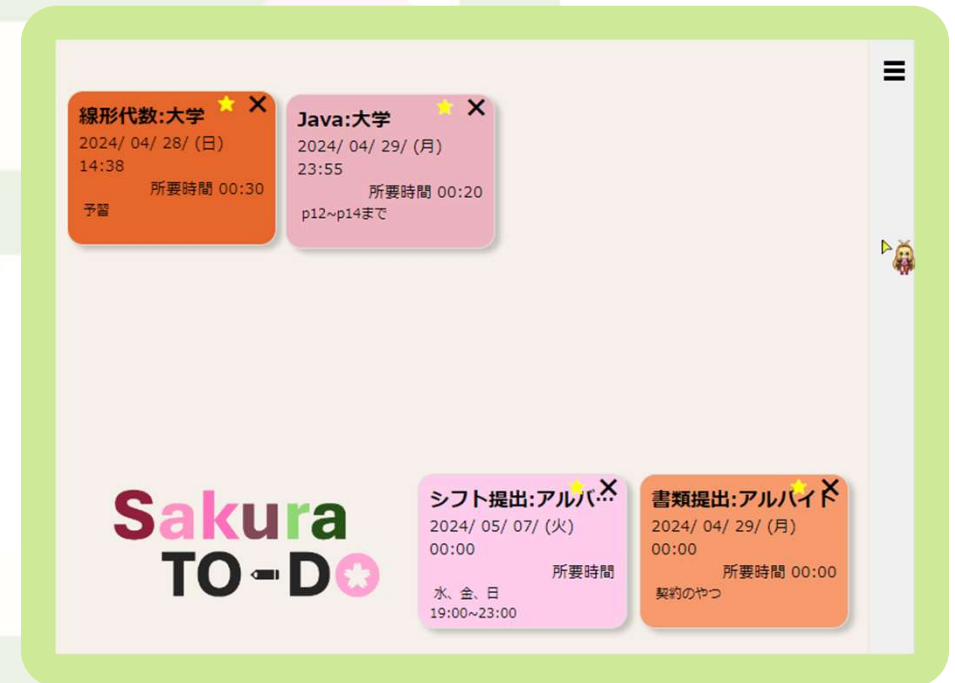 線形代数:大学
2024/ 04/ 28/ (日)
14:38
所要時間 00:30
予習
Java:大学
2024/ 04/ 29/ (月)
23:55
所要時間 00:20
p12~p14まで
Sakura
TO-DO
シフト提出:アルバ…
2024/ 05/ 07/ (火)
00:00
所要時間
水、金、日
19:00~23:00
書類提出:アルバイト
2024/ 04/ 29/ (月)
00:00
所要時間 00:00
契約のやつ